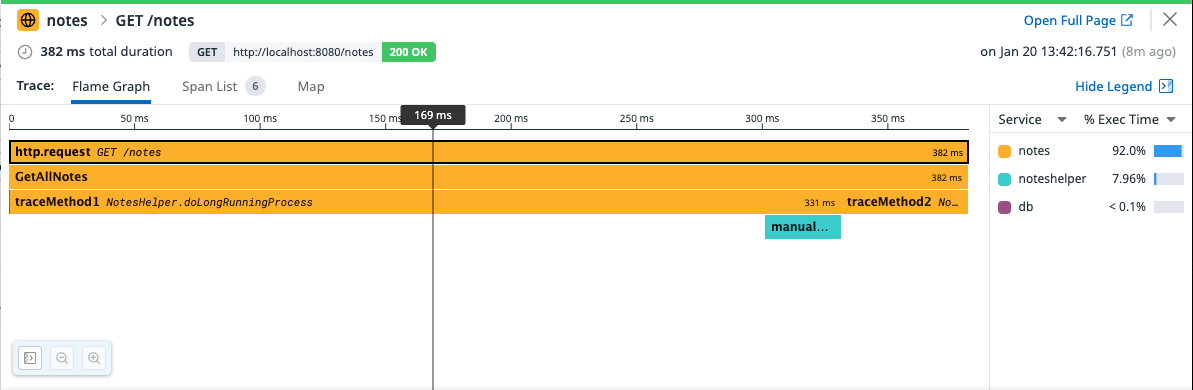 notes > GET /notes Open Full Page
382 ms total duration GET http://localhost:8080/notes 200 OK on Jan 20 13:42:16.751 (8m ago)
Trace: Flame Graph Span List 6 Map Hide Legend
0 50 ms 100 ms 150 ms 169 ms 200 ms 250 ms 300 ms 350 ms Service % Exec Time
http.request GET /notes 382 ms notes 92.0%
GetAllNotes 382 ms noteshelper 7.96%
traceMethod1 NotesHelper.doLongRunningProcess 331 ms traceMethod2 No… db < 0.1%
manual…